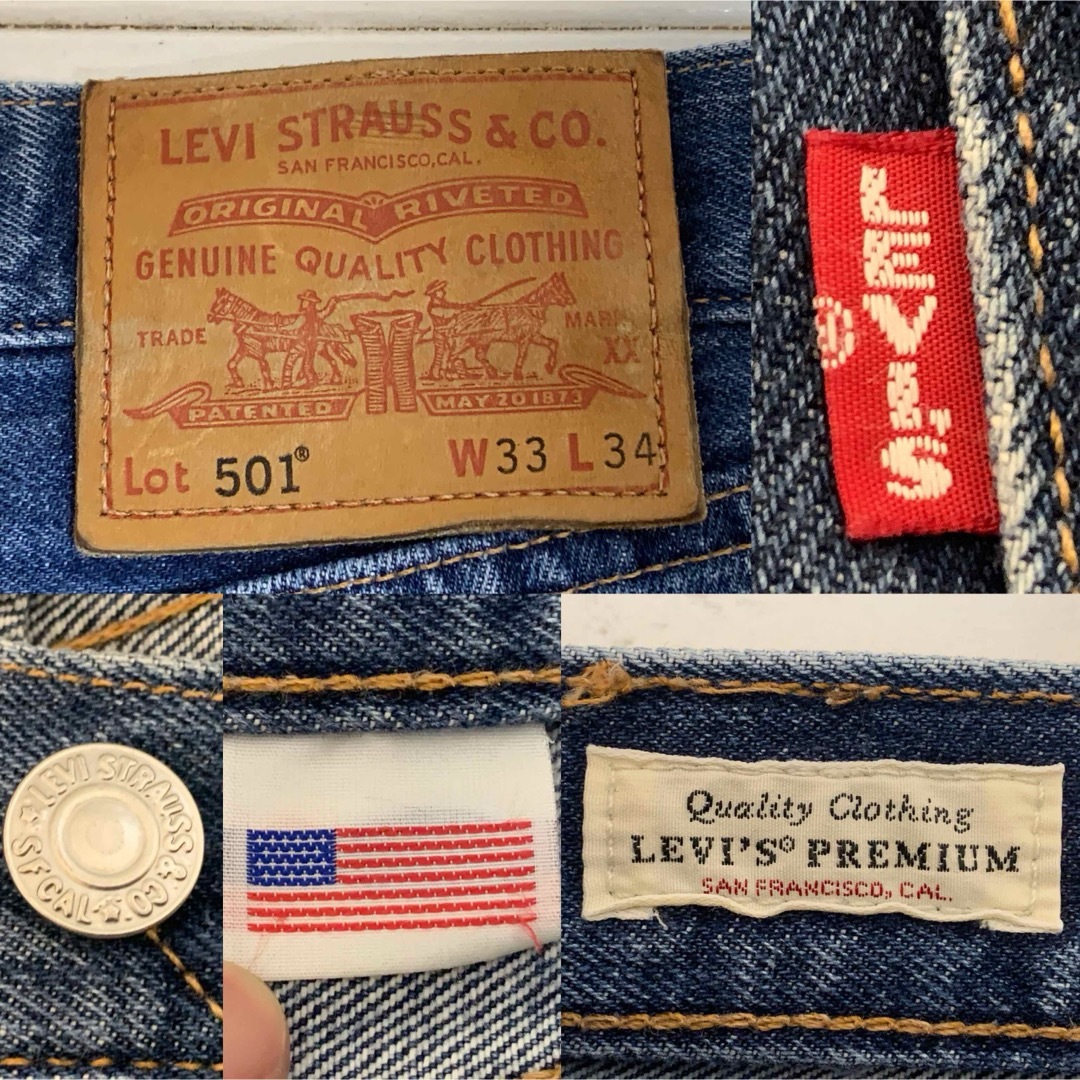 LEVI STRAUSS & CO.
SAN FRANCISCO, CAL.
ORIGINAL RIVETED
GENUINE QUALITY CLOTHING
TRADE MARK
XX
PATENTED MAY 20 1873
Lot 501® W33 L34
LEVI'S
®
LEVI STRAUSS & CO.
S F CAL
Quality Clothing
LEVI'S® PREMIUM
SAN FRANCISCO, CAL.